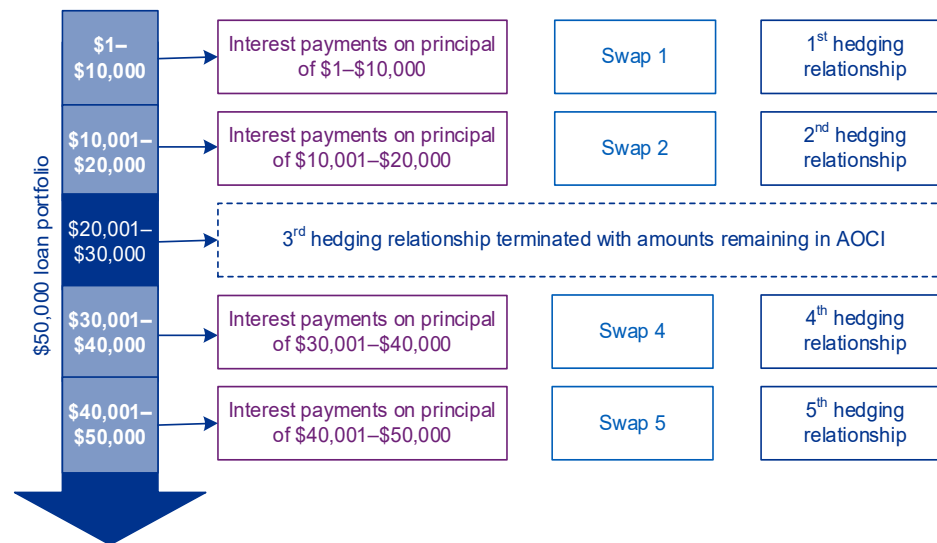 $50,000 loan portfolio
$1–
$10,000
Interest payments on principal
of $1–$10,000
Swap 1
1st hedging
relationship
$10,001–
$20,000
Interest payments on principal
of $10,001–$20,000
Swap 2
2nd hedging
relationship
$20,001–
$30,000
3rd hedging relationship terminated with amounts remaining in AOCI
$30,001–
$40,000
Interest payments on principal
of $30,001–$40,000
Swap 4
4th hedging
relationship
$40,001–
$50,000
Interest payments on principal
of $40,001–$50,000
Swap 5
5th hedging
relationship